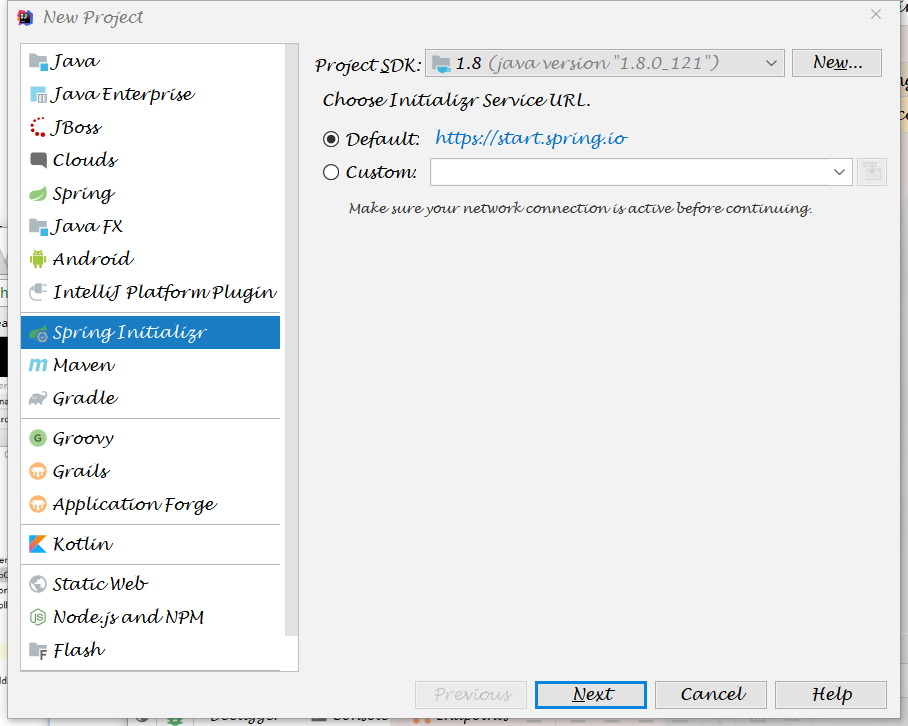 New Project
Java
Java Enterprise
JBoss
Clouds
Spring
Java FX
Android
IntelliJ Platform Plugin
Spring Initializr
Maven
Gradle
Groovy
Grails
Application Forge
Kotlin
Static Web
Node.js and NPM
Flash
Project SDK: 1.8 (java version "1.8.0_121") New...
Choose Initializr Service URL.
Default: https://start.spring.io
Custom:
Make sure your network connection is active before continuing.
Previous Next Cancel Help